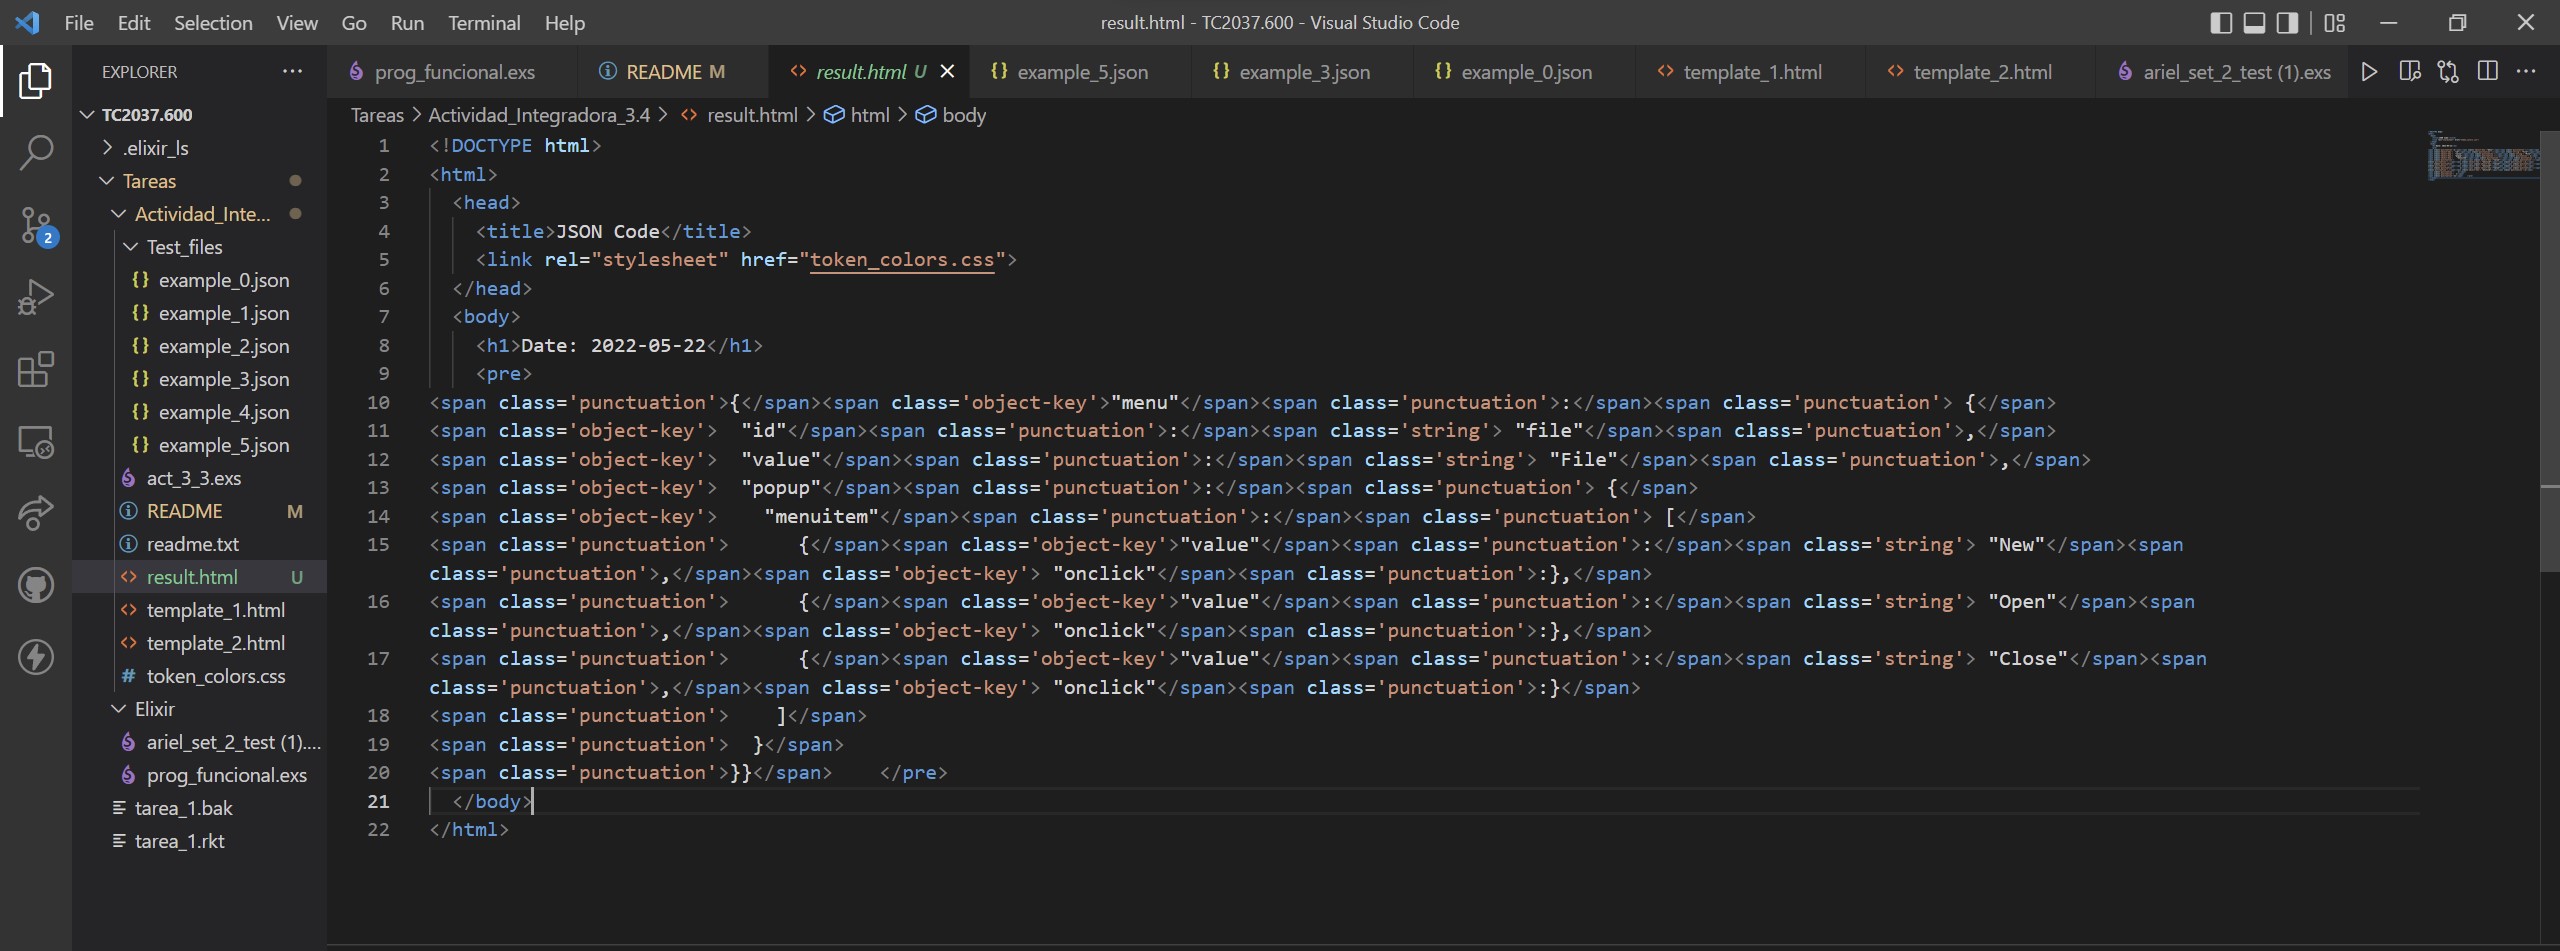 File Edit Selection View Go Run Terminal Help
result.html - TC2037.600 - Visual Studio Code
EXPLORER
TC2037.600
.elixir_ls
Tareas
Actividad_Inte...
Test_files
{} example_0.json
{} example_1.json
{} example_2.json
{} example_3.json
{} example_4.json
{} example_5.json
act_3_3.exs
README M
readme.txt
<> result.html U
<> template_1.html
<> template_2.html
# token_colors.css
Elixir
ariel_set_2_test (1)....
prog_funcional.exs
tarea_1.bak
tarea_1.rkt
2
prog_funcional.exs README M <> result.html U {} example_5.json {} example_3.json {} example_0.json <> template_1.html <> template_2.html ariel_set_2_test (1).exs
Tareas > Actividad_Integradora_3.4 > <> result.html > html > body
1 <!DOCTYPE html>
2 <html>
3   <head>
4     <title>JSON Code</title>
5     <link rel="stylesheet" href="token_colors.css">
6   </head>
7   <body>
8     <h1>Date: 2022-05-22</h1>
9     <pre>
10 <span class='punctuation'>{</span><span class='object-key'>"menu"</span><span class='punctuation'>:</span><span class='punctuation'> {</span>
11 <span class='object-key'>  "id"</span><span class='punctuation'>:</span><span class='string'> "file"</span><span class='punctuation'>,</span>
12 <span class='object-key'>  "value"</span><span class='punctuation'>:</span><span class='string'> "File"</span><span class='punctuation'>,</span>
13 <span class='object-key'>  "popup"</span><span class='punctuation'>:</span><span class='punctuation'> {</span>
14 <span class='object-key'>    "menuitem"</span><span class='punctuation'>:</span><span class='punctuation'> [</span>
15 <span class='punctuation'>      {</span><span class='object-key'>"value"</span><span class='punctuation'>:</span><span class='string'> "New"</span><span
class='punctuation'>,</span><span class='object-key'> "onclick"</span><span class='punctuation'>:},</span>
16 <span class='punctuation'>      {</span><span class='object-key'>"value"</span><span class='punctuation'>:</span><span class='string'> "Open"</span><span
class='punctuation'>,</span><span class='object-key'> "onclick"</span><span class='punctuation'>:},</span>
17 <span class='punctuation'>      {</span><span class='object-key'>"value"</span><span class='punctuation'>:</span><span class='string'> "Close"</span><span
class='punctuation'>,</span><span class='object-key'> "onclick"</span><span class='punctuation'>:}</span>
18 <span class='punctuation'>    ]</span>
19 <span class='punctuation'>  }</span>
20 <span class='punctuation'>}}</span>    </pre>
21   </body>
22 </html>